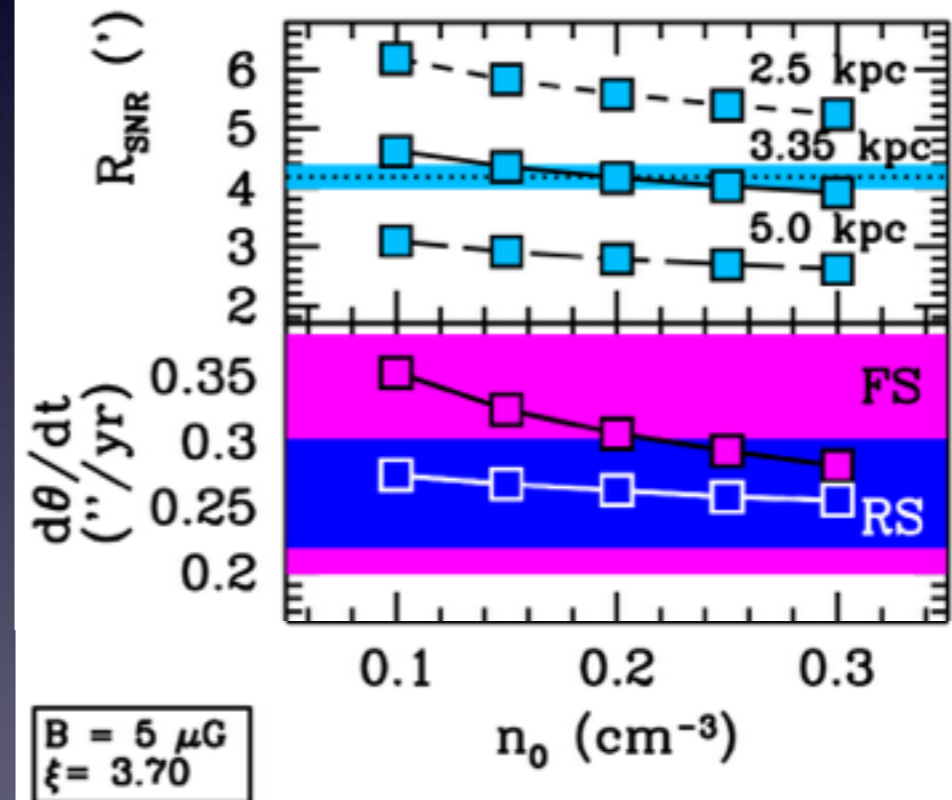 R_SNR (')
6
5
4
3
2
2.5 kpc
3.35 kpc
5.0 kpc
dθ/dt
("/yr)
0.35
0.3
0.25
0.2
FS
RS
0.1 0.2 0.3
n₀ (cm⁻³)
B = 5 μG
ξ= 3.70